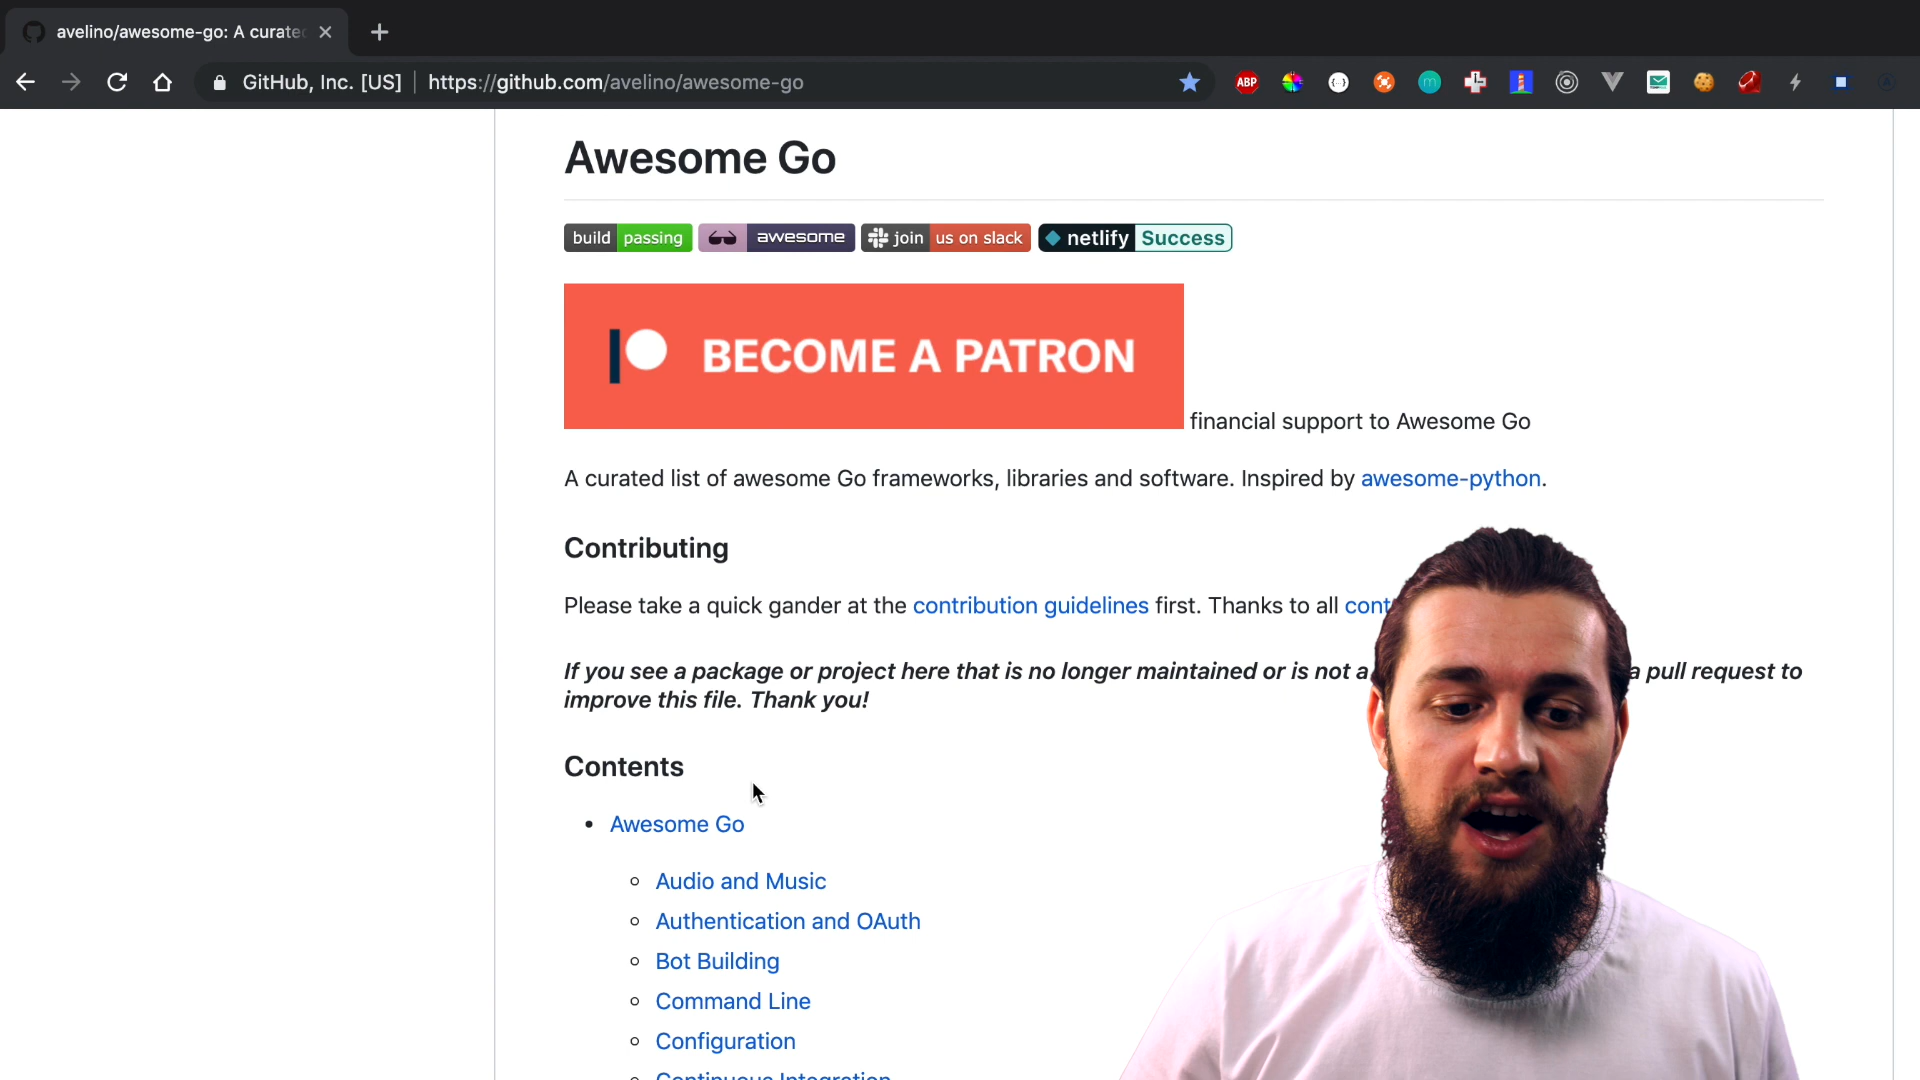 avelino/awesome-go: A curate
GitHub, Inc. [US] https://github.com/avelino/awesome-go
ABP
m
Awesome Go
build passing awesome join us on slack netlify Success
BECOME A PATRON
financial support to Awesome Go
A curated list of awesome Go frameworks, libraries and software. Inspired by awesome-python.
Contributing
Please take a quick gander at the contribution guidelines first. Thanks to all cont
If you see a package or project here that is no longer maintained or is not a a pull request to
improve this file. Thank you!
Contents
Awesome Go
Audio and Music
Authentication and OAuth
Bot Building
Command Line
Configuration
Continuous Integration